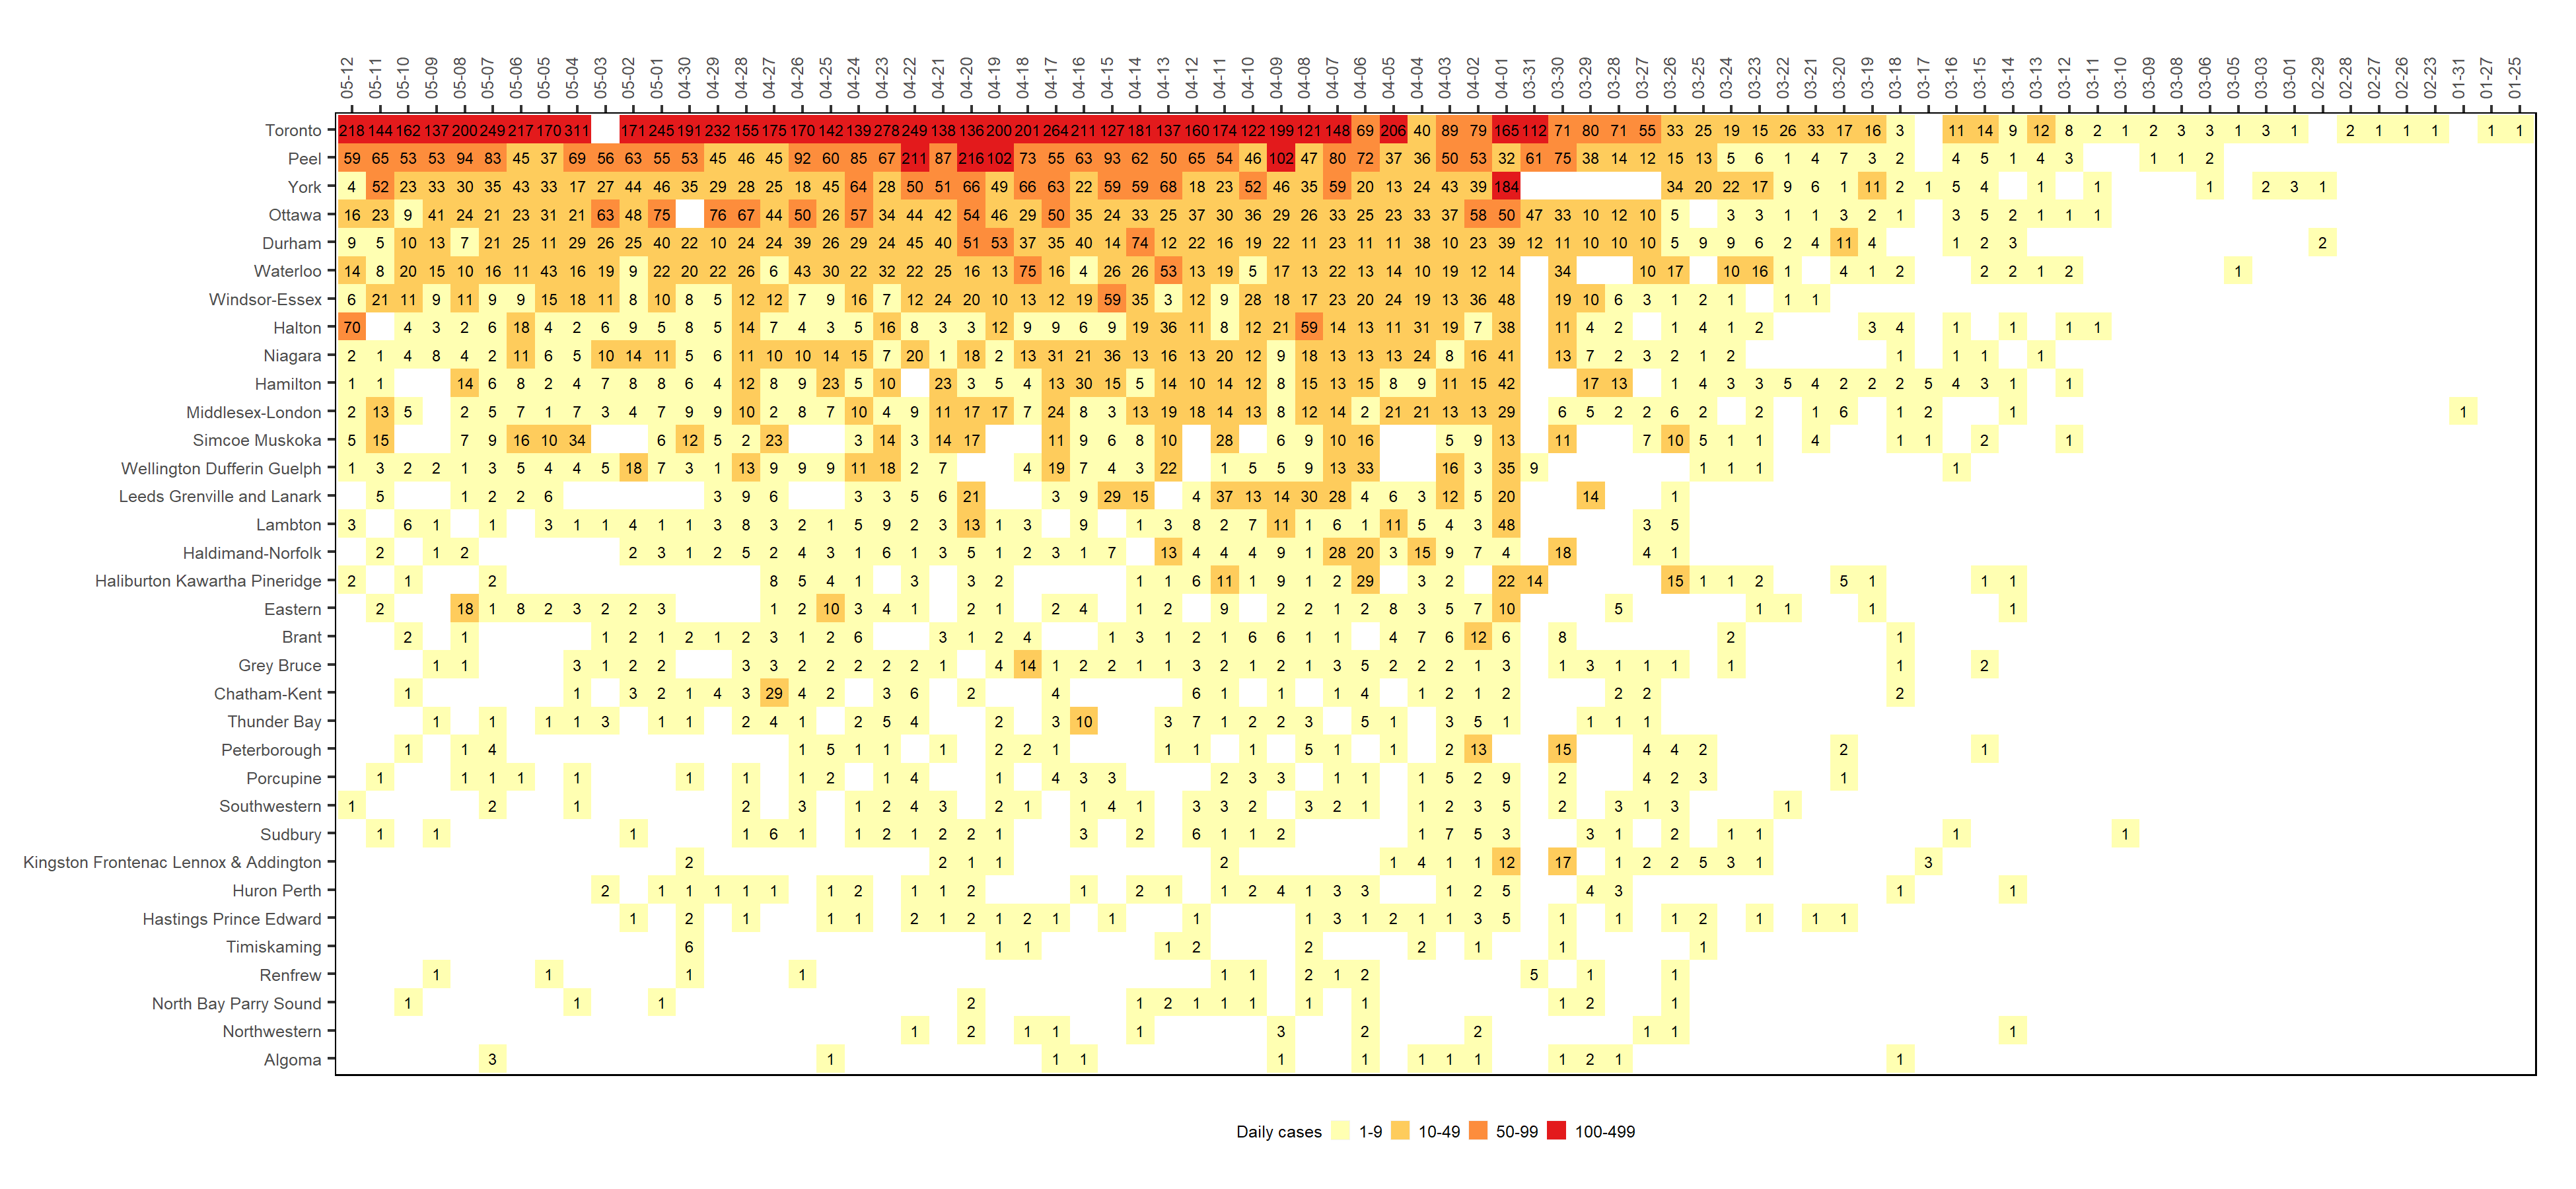 05-12 05-11 05-10 05-09 05-08 05-07 05-06 05-05 05-04 05-03 05-02 05-01 04-30 04-29 04-28 04-27 04-26 04-25 04-24 04-23 04-22 04-21 04-20 04-19 04-18 04-17 04-16 04-15 04-14 04-13 04-12 04-11 04-10 04-09 04-08 04-07 04-06 04-05 04-04 04-03 04-02 04-01 03-31 03-30 03-29 03-28 03-27 03-26 03-25 03-24 03-23 03-22 03-21 03-20 03-19 03-18 03-17 03-16 03-14 03-13 03-12 03-11 03-10 03-09 03-08 03-06 03-05 03-03 03-01 02-29 02-28 02-27 02-26 02-23 01-31 01-27 01-25
Toronto 218 144 162 137 200 249 217 170 311 171 245 191 232 155 175 170 142 139 278 249 138 136 200 201 264 211 127 181 137 160 174 122 199 121 148 69 206 40 89 79 165 112 71 80 71 55 33 25 19 15 26 33 17 16 3 11 14 9 12 8 2 1 2 3 3 1 3 1 2 1 1 1 1 1
Peel 59 65 53 53 94 83 45 37 69 56 63 55 53 45 46 45 92 60 85 67 211 87 216 102 73 55 63 93 62 50 65 54 46 102 47 80 72 37 36 50 53 32 61 75 38 14 12 15 13 5 6 1 4 7 3 2 4 5 1 4 3 1 1 2
York 4 52 23 33 30 35 43 33 17 27 44 46 35 29 28 25 18 45 64 28 50 51 66 49 66 63 22 59 59 68 18 23 52 46 35 59 20 13 24 43 39 184 34 20 22 17 9 6 1 11 2 1 5 4 1 1 1 2 3 1
Ottawa 16 23 9 41 24 21 23 31 21 63 48 75 76 67 44 50 26 57 34 44 42 54 46 29 50 35 24 33 25 37 30 36 29 26 33 25 23 33 37 58 50 47 33 10 12 10 5 3 3 1 1 3 2 1 3 5 2 1 1 1
Durham 9 5 10 13 7 21 25 11 29 26 25 40 22 10 24 24 39 26 29 24 45 40 51 53 37 35 40 14 74 12 22 16 19 22 11 23 11 11 38 10 23 39 12 11 10 10 10 5 9 9 6 2 4 11 4 1 2 3 2
Waterloo 14 8 20 15 10 16 11 43 16 19 9 22 20 22 26 6 43 30 22 32 22 25 16 13 75 16 4 26 26 53 13 19 5 17 13 22 13 14 10 19 12 14 34 10 17 10 16 1 4 1 2 2 2 1 2 1
Windsor-Essex 6 21 11 9 11 9 9 15 18 11 8 10 8 5 12 12 7 9 16 7 12 24 20 10 13 12 19 59 35 3 12 9 28 18 17 23 20 24 19 13 36 48 19 10 6 3 1 2 1 1 1
Halton 70 4 3 2 6 18 4 2 6 9 5 8 5 14 7 4 3 5 16 8 3 3 12 9 9 6 9 19 36 11 8 12 21 59 14 13 11 31 19 7 38 11 4 2 1 4 1 2 3 4 1 1 1 1
Niagara 2 1 4 8 4 2 11 6 5 10 14 11 5 6 11 10 10 14 15 7 20 1 18 2 13 31 21 36 13 16 13 20 12 9 18 13 13 13 24 8 16 41 13 7 2 3 2 1 2 1 1 1 1
Hamilton 1 1 14 6 8 2 4 7 8 8 6 4 12 8 9 23 5 10 23 3 5 4 13 30 15 5 14 10 14 12 8 15 13 15 8 9 11 15 42 17 13 1 4 3 3 5 4 2 2 2 5 4 3 1 1
Middlesex-London 2 13 5 2 5 7 1 7 3 4 7 9 9 10 2 8 7 10 4 9 11 17 17 7 24 8 3 13 19 18 14 13 8 12 14 2 21 21 13 13 29 6 5 2 2 6 2 2 1 6 1 2 1 1
Simcoe Muskoka 5 15 7 9 16 10 34 6 12 5 2 23 3 14 3 14 17 11 9 6 8 10 28 6 9 10 16 5 9 13 11 7 10 5 1 1 4 1 1 2 1
Wellington Dufferin Guelph 1 3 2 2 1 3 5 4 4 5 18 7 3 1 13 9 9 9 11 18 2 7 4 19 7 4 3 22 1 5 5 9 13 33 16 3 35 9 1 1 1 1
Leeds Grenville and Lanark 5 1 2 2 6 3 9 6 3 3 5 6 21 3 9 29 15 4 37 13 14 30 28 4 6 3 12 5 20 14 1
Lambton 3 6 1 1 3 1 1 4 1 1 3 8 3 2 1 5 9 2 3 13 1 3 9 1 3 8 2 7 11 1 6 1 11 5 4 3 48 3 5
Haldimand-Norfolk 2 1 2 2 3 1 2 5 2 4 3 1 6 1 3 5 1 2 3 1 7 13 4 4 4 9 1 28 20 3 15 9 7 4 18 4 1
Haliburton Kawartha Pineridge 2 1 2 8 5 4 1 3 3 2 1 1 6 11 1 9 1 2 29 3 2 22 14 15 1 1 2 5 1 1 1
Eastern 2 18 1 8 2 3 2 2 3 1 2 10 3 4 1 2 1 2 4 1 2 9 2 2 1 2 8 3 5 7 10 5 1 1 1 1
Brant 2 1 1 2 1 2 1 2 3 1 2 6 3 1 2 4 1 3 1 2 1 6 6 1 1 4 7 6 12 6 8 2 1
Grey Bruce 1 1 3 1 2 2 3 3 2 2 2 2 2 1 4 14 1 2 2 1 1 3 2 1 2 1 3 5 2 2 2 1 3 1 3 1 1 1 1 1 2
Chatham-Kent 1 1 3 2 1 4 3 29 4 2 3 6 2 4 6 1 1 1 4 1 2 1 2 2 2 2
Thunder Bay 1 1 1 1 3 1 1 2 4 1 2 5 4 2 3 10 3 7 1 2 2 3 5 1 3 5 1 1 1 1
Peterborough 1 1 4 1 5 1 1 1 2 2 1 1 1 1 5 1 1 2 13 15 4 4 2 2 1
Porcupine 1 1 1 1 1 1 1 1 2 1 4 1 4 3 3 2 3 3 1 1 1 5 2 9 2 4 2 3 1
Southwestern 1 2 1 2 3 1 2 4 3 2 1 1 4 1 3 3 2 3 2 1 1 2 3 5 2 3 1 3 1
Sudbury 1 1 1 1 6 1 1 2 1 2 2 1 3 2 6 1 1 2 1 7 5 3 3 1 2 1 1 1 1
Kingston Frontenac Lennox & Addington 2 2 1 1 2 1 4 1 1 12 17 1 2 2 5 3 1 3
Huron Perth 2 1 1 1 1 1 1 2 1 1 2 1 2 1 1 2 4 1 3 3 1 2 5 4 3 1 1
Hastings Prince Edward 1 2 1 1 1 2 1 2 1 2 1 1 1 1 3 1 2 1 1 3 5 1 1 1 2 1 1 1
Timiskaming 6 1 1 1 2 2 2 1 1 1
Renfrew 1 1 1 1 1 1 2 1 2 5 1 1
North Bay Parry Sound 1 1 1 2 1 2 1 1 1 1 1 1 2 1
Northwestern 1 2 1 1 1 3 2 2 1 1 1
Algoma 3 1 1 1 1 1 1 1 1 1 2 1 1
Daily cases 1-9 10-49 50-99 100-499